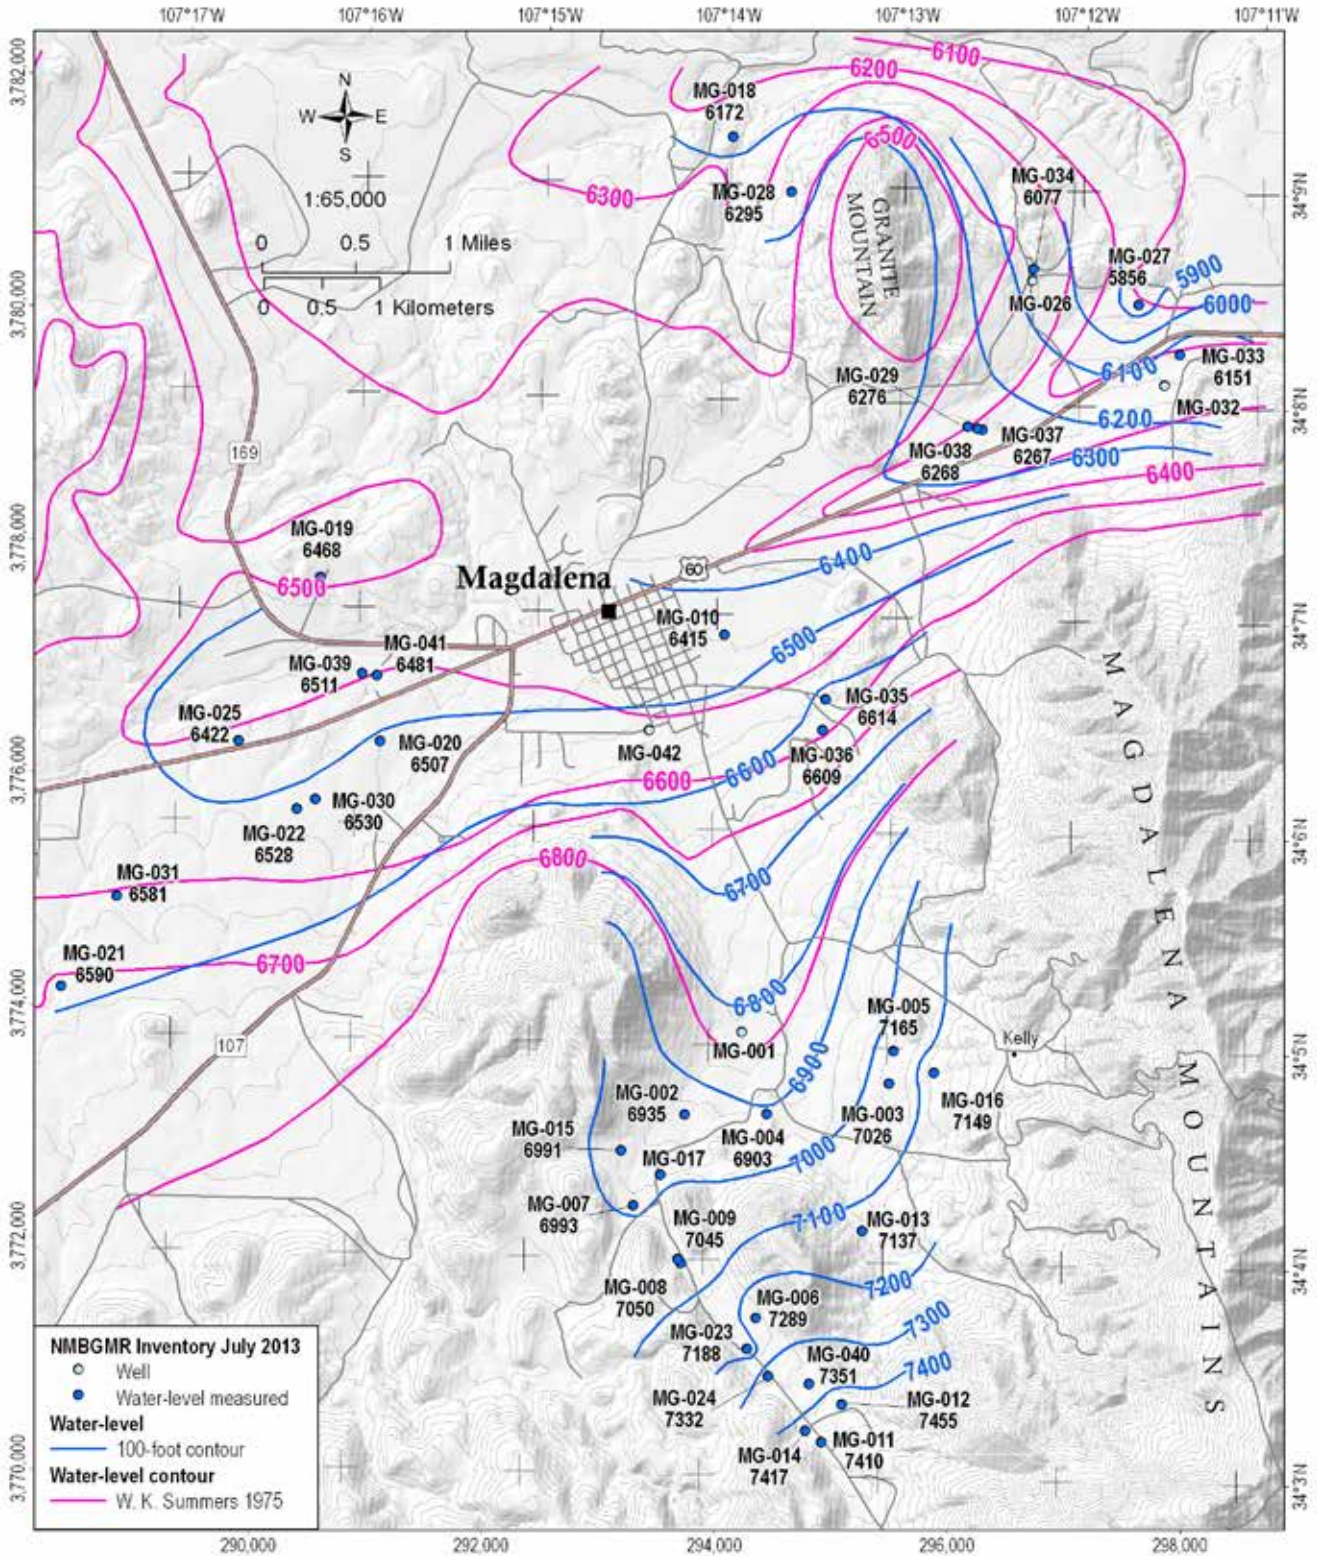 107°17'W 107°16'W 107°15'W 107°14'W 107°13'W 107°12'W 107°11'W
3,782,000
3,780,000
3,778,000
3,776,000
3,774,000
3,772,000
3,770,000
34°9'N
34°8'N
34°7'N
34°6'N
34°5'N
34°4'N
34°3'N
N
W E
S
1:65,000
0 0.5 1 Miles
0 0.5 1 Kilometers
6100
6200
MG-018
6172
6500
6300
MG-028
6295
GRANITE
MOUNTAIN
MG-034
6077
MG-026
MG-027
5856
5900
6000
6100
MG-033
6151
MG-032
MG-029
6276
6200
MG-038
6268
MG-037
6267
6300
6400
169
MG-019
6468
6500
Magdalena
60
6400
MG-010
6415
6500
MG-041
6481
MG-039
6511
MG-025
6422
MG-020
6507
MG-042
MG-035
6614
MG-036
6609
6600
6600
MG-030
6530
MG-022
6528
MG-031
6581
6800
6700
MG-021
6590
6700
6800
107
MG-001
6900
MG-005
7165
Kelly
MG-002
6935
MG-015
6991
MG-004
6903
MG-003
7026
MG-016
7149
MG-017
7000
MG-007
6993
MG-009
7045
7100
MG-013
7137
MG-008
7050
MG-006
7289
7200
MG-023
7188
7300
MG-040
7351
7400
MG-024
7332
MG-012
7455
MG-014
7417
MG-011
7410
MAGDALENA MOUNTAINS
NMBGMR Inventory July 2013
Well
Water-level measured
Water-level
100-foot contour
Water-level contour
W. K. Summers 1975
290,000 292,000 294,000 296,000 298,000